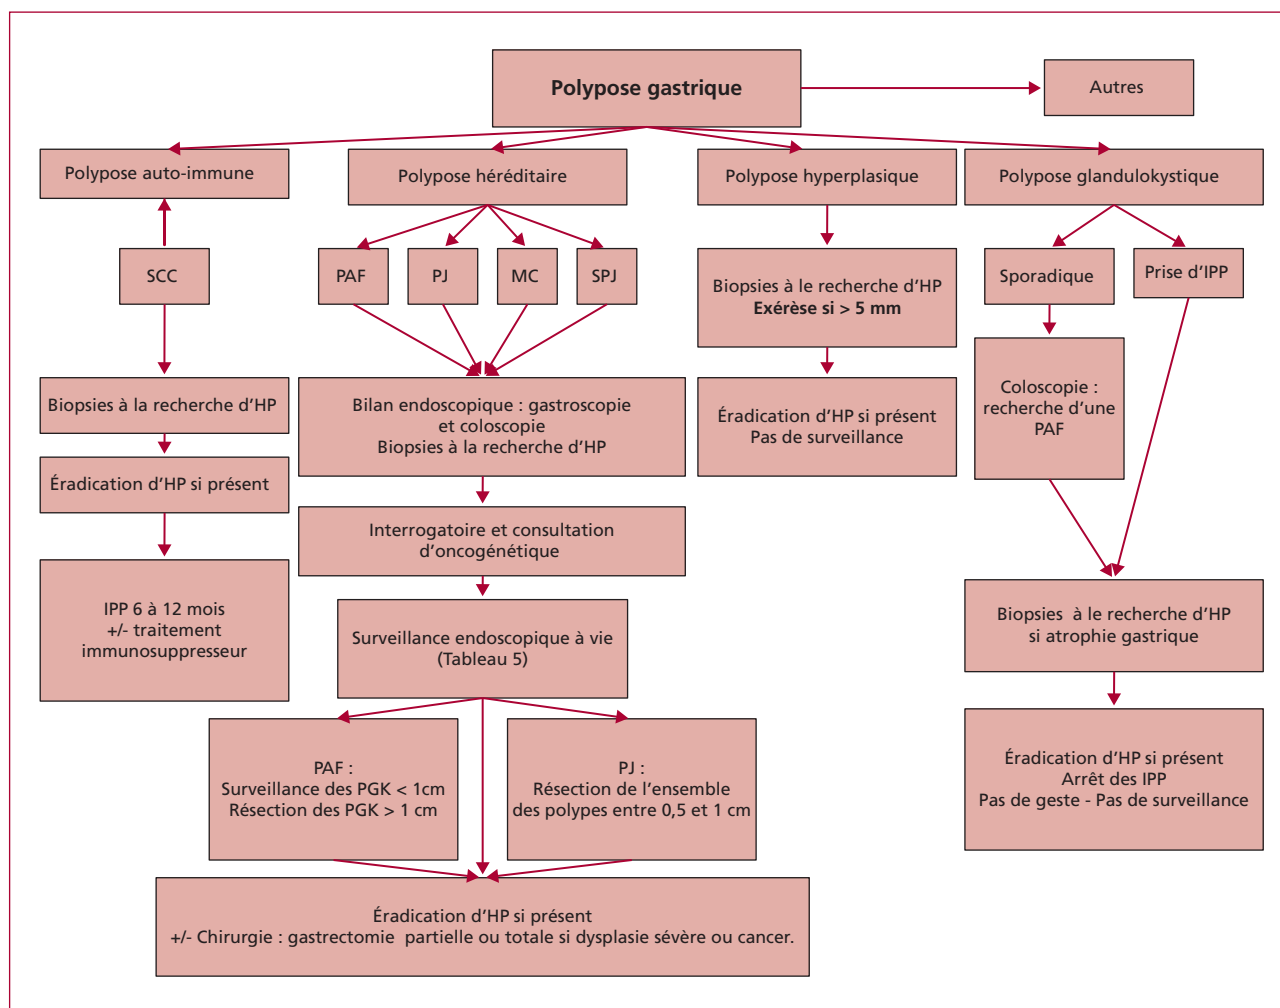 Polypose gastrique
Autres
Polypose auto-immune
Polypose héréditaire
Polypose hyperplasique
Polypose glandulokystique
SCC
PAF
PJ
MC
SPJ
Biopsies à le recherche d'HP
Exérèse si > 5 mm
Sporadique
Prise d'IPP
Biopsies à la recherche d'HP
Bilan endoscopique : gastroscopie
et coloscopie
Biopsies à la recherche d'HP
Éradication d'HP si présent
Pas de surveillance
Coloscopie :
recherche d'une
PAF
Éradication d'HP si présent
Interrogatoire et consultation
d'oncogénétique
IPP 6 à 12 mois
+/- traitement
immunosuppresseur
Surveillance endoscopique à vie
(Tableau 5)
Biopsies à le recherche d'HP
si atrophie gastrique
PAF :
Surveillance des PGK < 1cm
Résection des PGK > 1 cm
PJ :
Résection de l'ensemble
des polypes entre 0,5 et 1 cm
Éradication d'HP si présent
Arrêt des IPP
Pas de geste - Pas de surveillance
Éradication d'HP si présent
+/- Chirurgie : gastrectomie partielle ou totale si dysplasie sévère ou cancer.